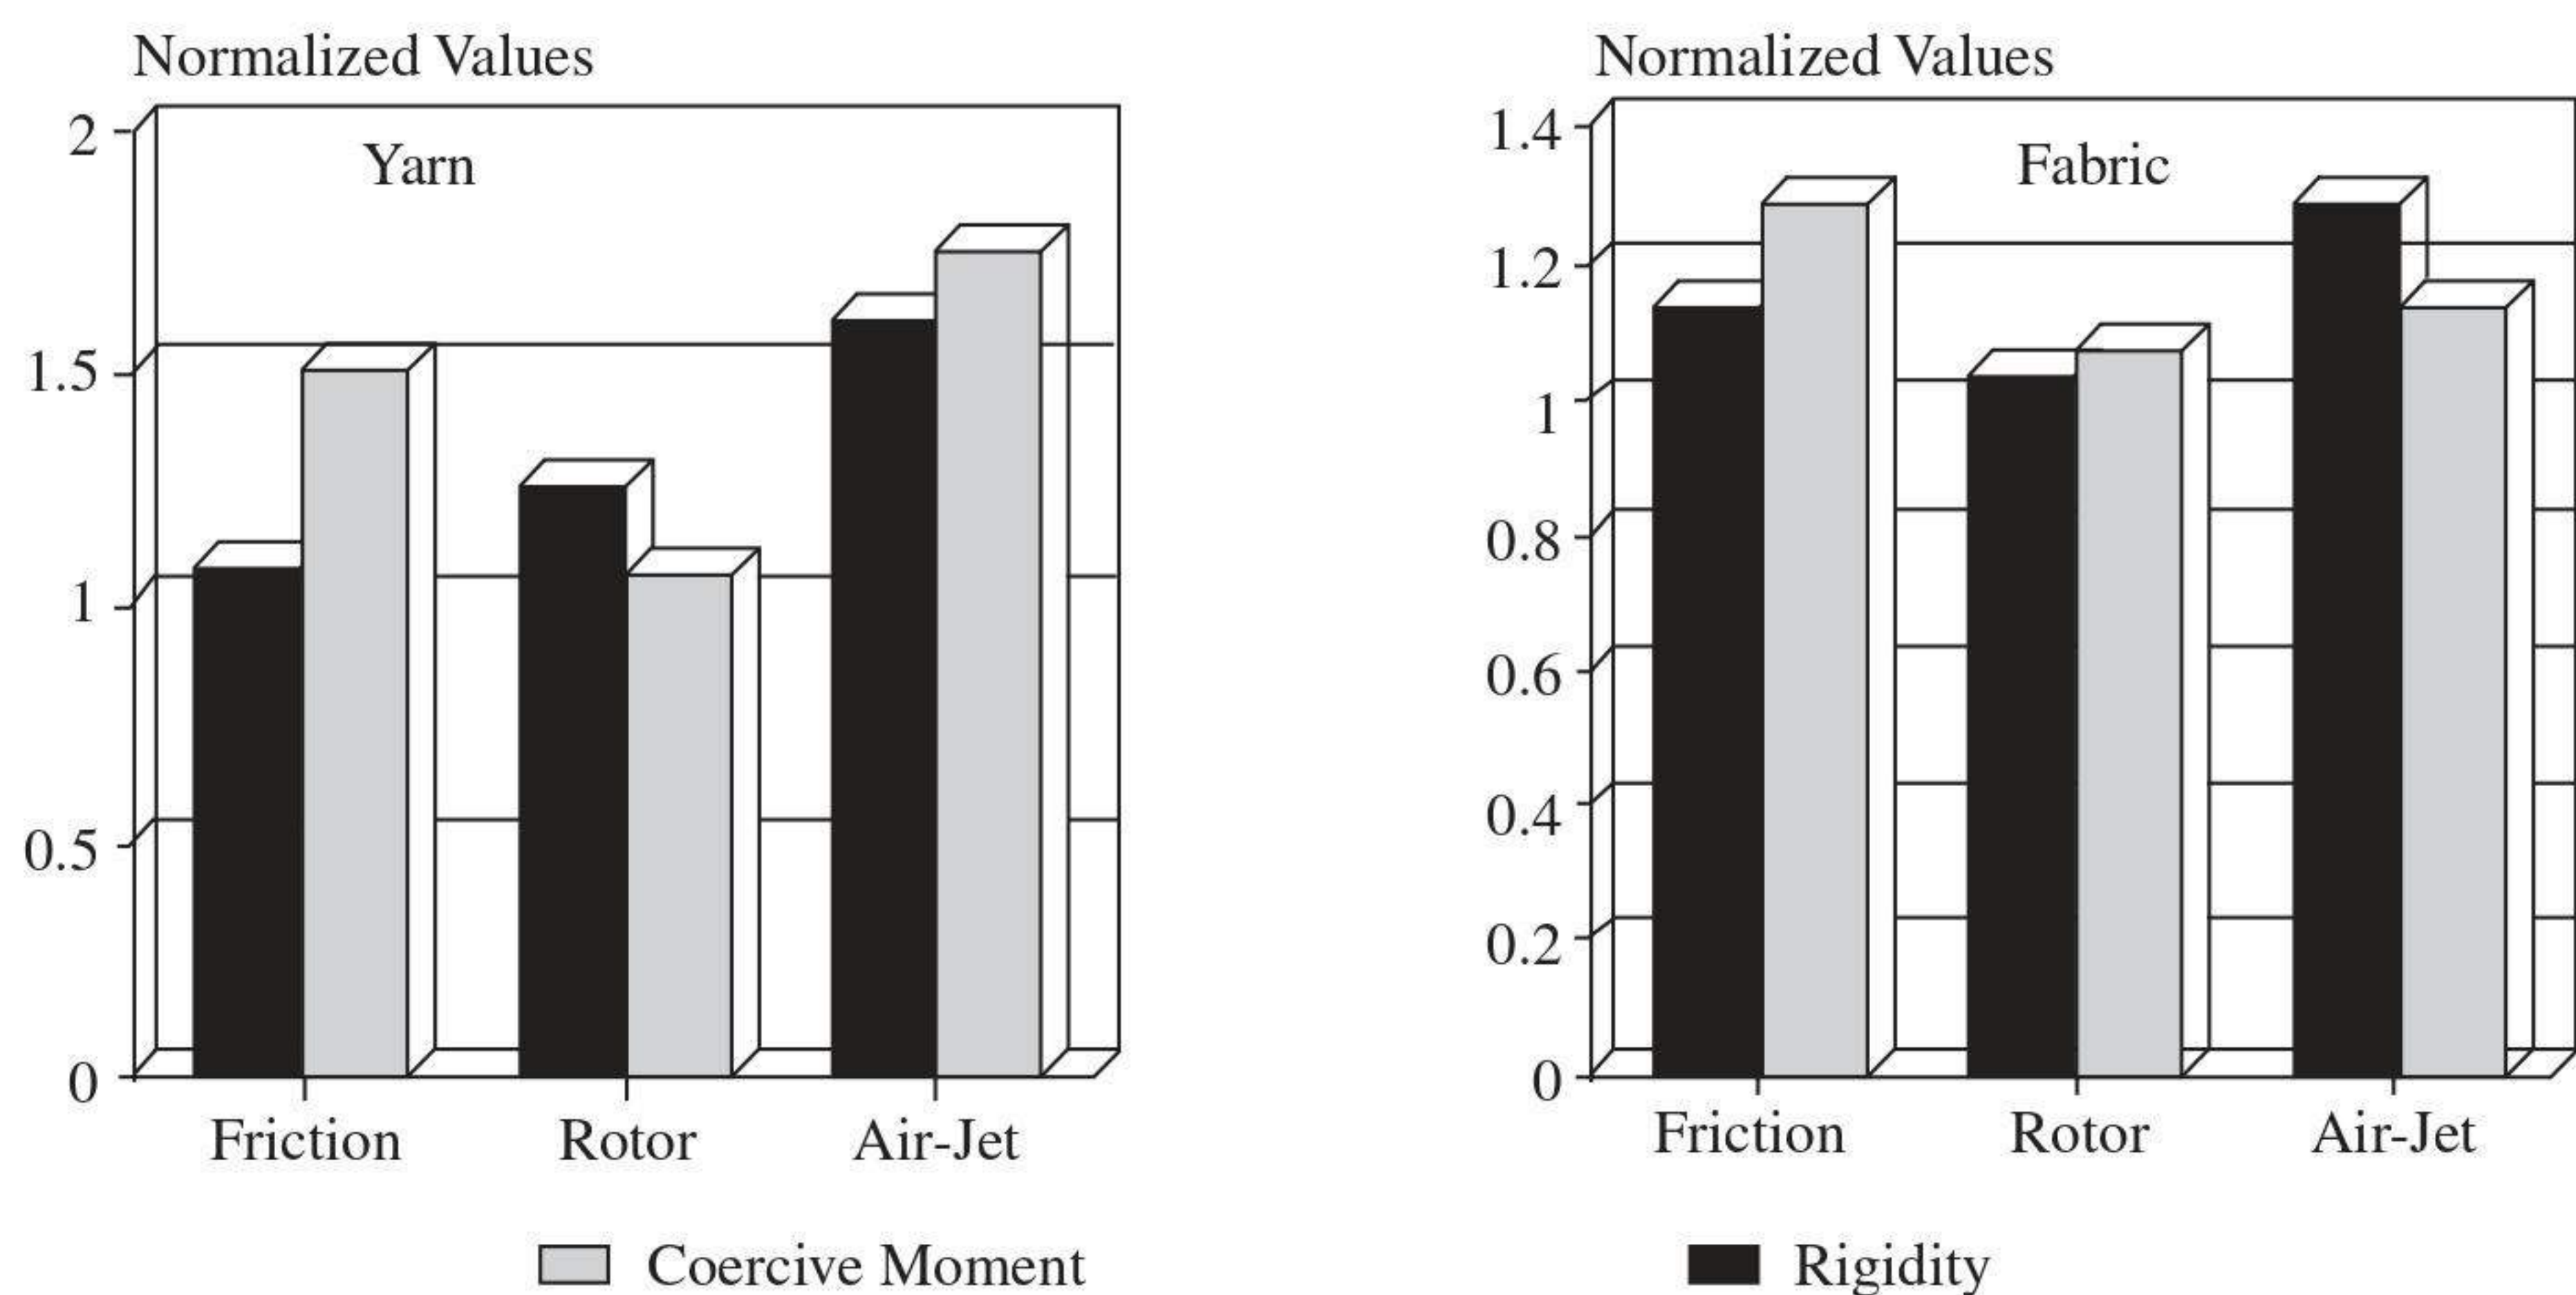 Normalized Values
2
1.5
1
0.5
0
Yarn
Friction Rotor Air-Jet
Normalized Values
1.4
1.2
1
0.8
0.6
0.4
0.2
0
Fabric
Friction Rotor Air-Jet
Coercive Moment
Rigidity